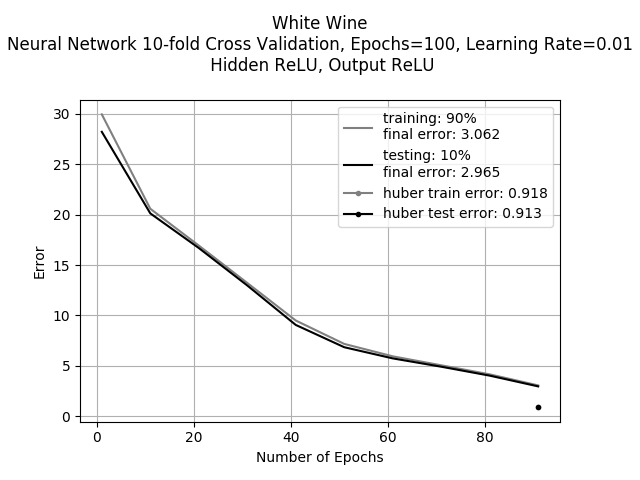 White Wine
Neural Network 10-fold Cross Validation, Epochs=100, Learning Rate=0.01
Hidden ReLU, Output ReLU
training: 90%
final error: 3.062
testing: 10%
final error: 2.965
huber train error: 0.918
huber test error: 0.913
Error
30
25
20
15
10
5
0
0 20 40 60 80
Number of Epochs